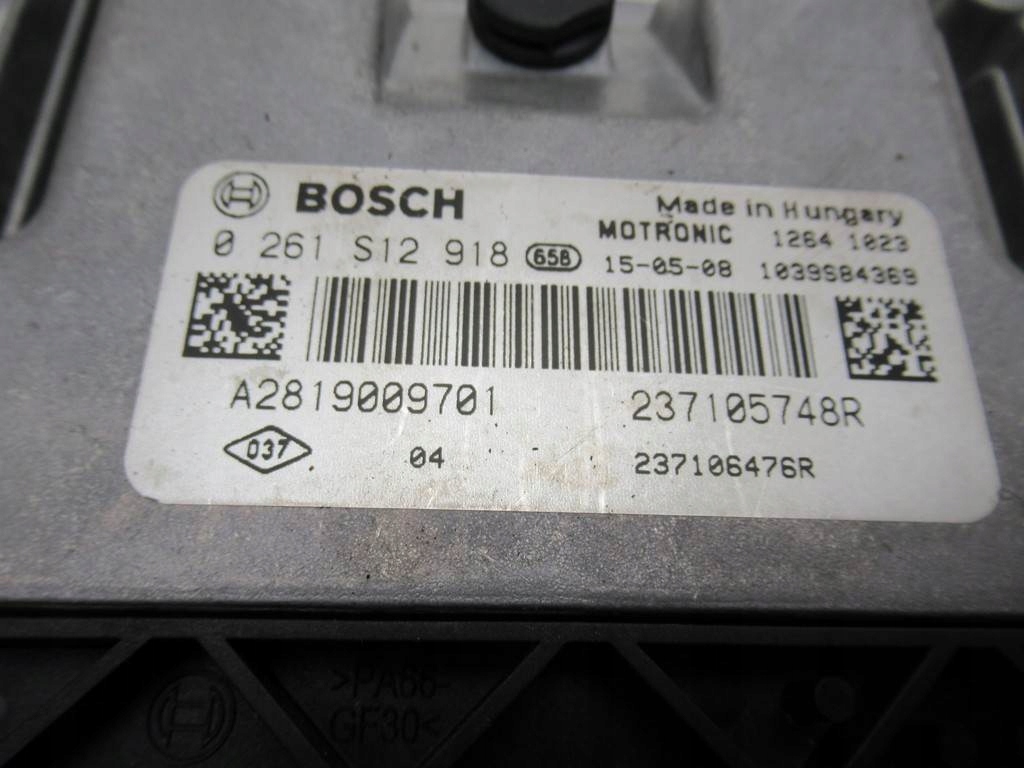 BOSCH Made in Hungary
0 261 S12 918 658 MOTRONIC 1264 1023
15-05-08 1039S84369
A2819009701 237105748R
037 04 - 237106476R
>PA66-
GF30<